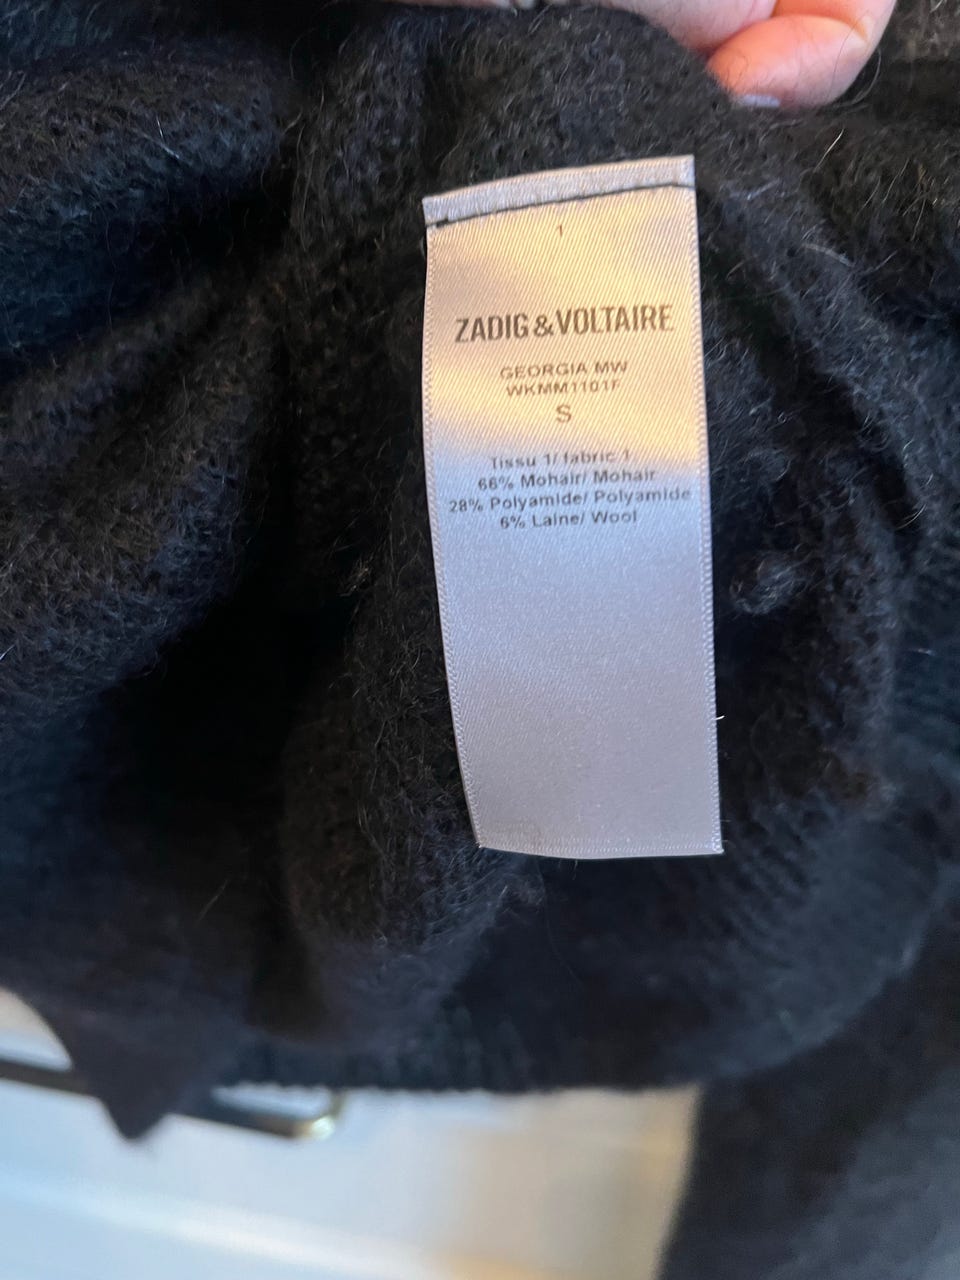 1
ZADIG&VOLTAIRE
GEORGIA MW
WKMM1101F
S
Tissu 1/ fabric 1
66% Mohair/ Mohair
28% Polyamide/ Polyamide
6% Laine/ Wool